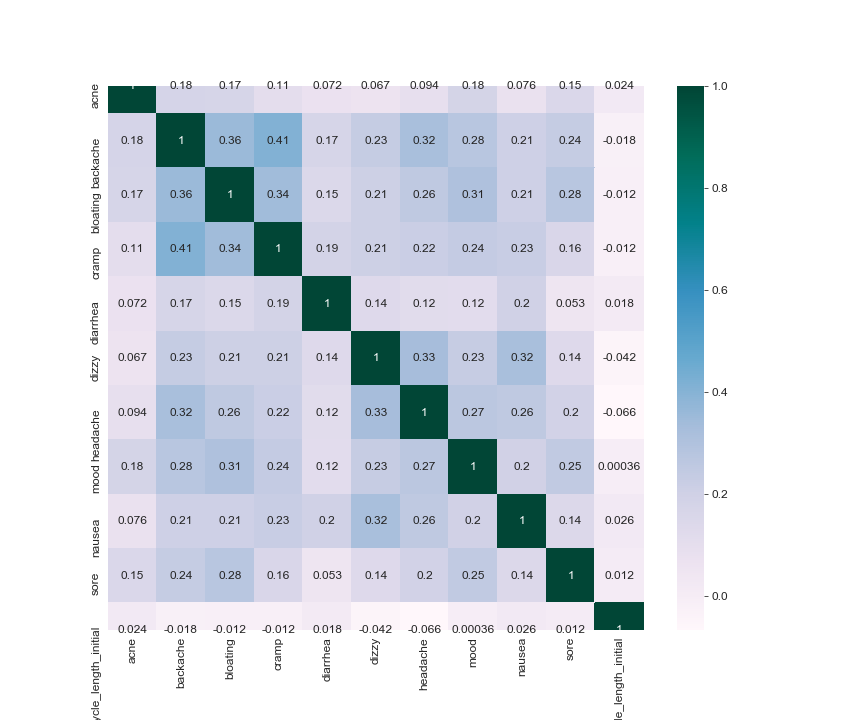 acne 1 0.18 0.17 0.11 0.072 0.067 0.094 0.18 0.076 0.15 0.024
backache 0.18 1 0.36 0.41 0.17 0.23 0.32 0.28 0.21 0.24 -0.018
bloating 0.17 0.36 1 0.34 0.15 0.21 0.26 0.31 0.21 0.28 -0.012
cramp 0.11 0.41 0.34 1 0.19 0.21 0.22 0.24 0.23 0.16 -0.012
diarrhea 0.072 0.17 0.15 0.19 1 0.14 0.12 0.12 0.2 0.053 0.018
dizzy 0.067 0.23 0.21 0.21 0.14 1 0.33 0.23 0.32 0.14 -0.042
headache 0.094 0.32 0.26 0.22 0.12 0.33 1 0.27 0.26 0.2 -0.066
mood 0.18 0.28 0.31 0.24 0.12 0.23 0.27 1 0.2 0.25 0.00036
nausea 0.076 0.21 0.21 0.23 0.2 0.32 0.26 0.2 1 0.14 0.026
sore 0.15 0.24 0.28 0.16 0.053 0.14 0.2 0.25 0.14 1 0.012
ycle_length_initial 0.024 -0.018 -0.012 -0.012 0.018 -0.042 -0.066 0.00036 0.026 0.012 1
acne backache bloating cramp diarrhea dizzy headache mood nausea sore le_length_initial
1.0
0.8
0.6
0.4
0.2
0.0